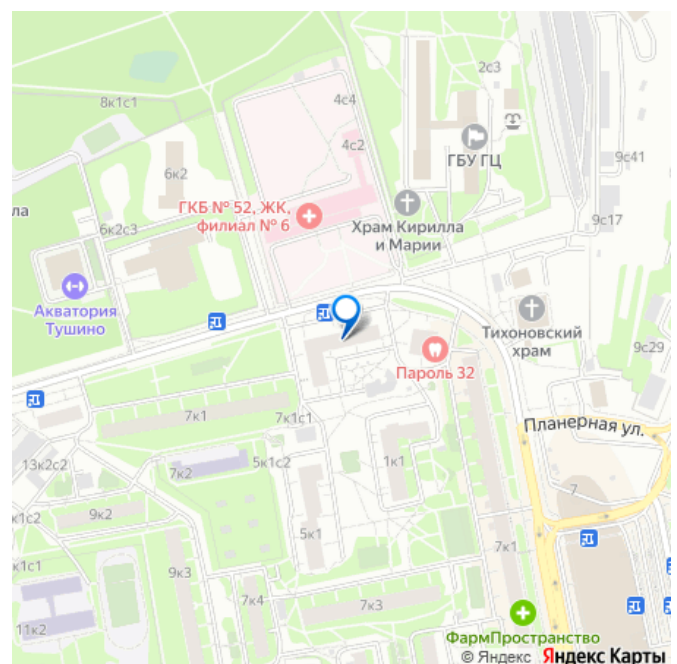 2с3
8к1с1
4с4
4с2
ГБУ ГЦ
9с41
6к2
ГКБ № 52, ЖК,
филиал № 6
Храм Кирилла
и Марии
9с17
ла
6к2с3
Акватория
Тушино
Тихоновский
храм
9с29
Пароль 32
7к1
7к1с1
Планерная ул.
13к2с2
7к2
5к1с2
1к1
7
к1с2
9к2
5к1
7к1
к1с1
9к3
7к4
7к3
11к2
ФармПространство
© Яндекс Яндекс Карты